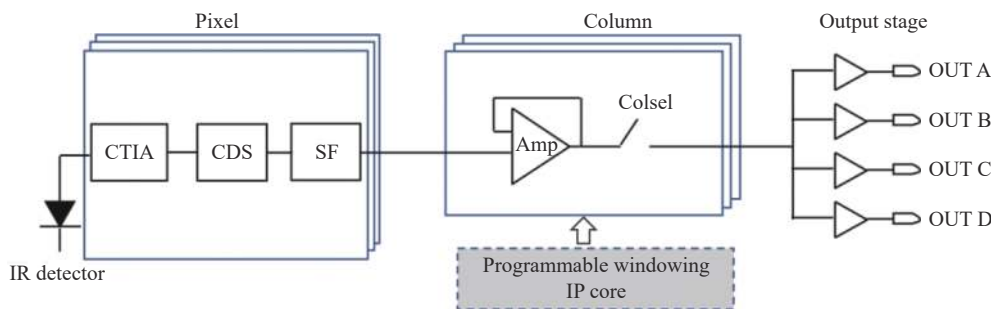 Pixel
Column
Output stage
CTIA
CDS
SF
Amp
Colsel
OUT A
OUT B
OUT C
OUT D
IR detector
Programmable windowing
IP core